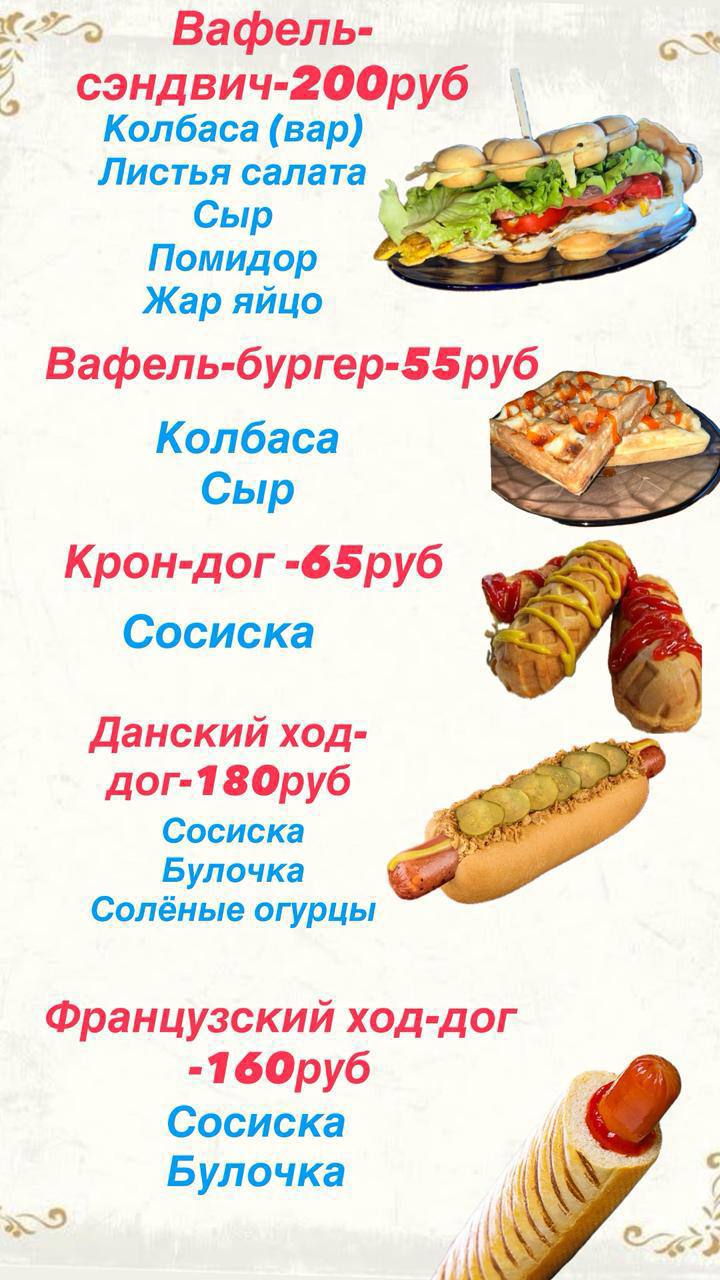 Вафель-
сэндвич-200руб
Колбаса (вар)
Листья салата
Сыр
Помидор
Жар яйцо
Вафель-бургер-55руб
Колбаса
Сыр
Крон-дог -65руб
Сосиска
Данский ход-
дог-180руб
Сосиска
Булочка
Солёные огурцы
Французский ход-дог
-160руб
Сосиска
Булочка